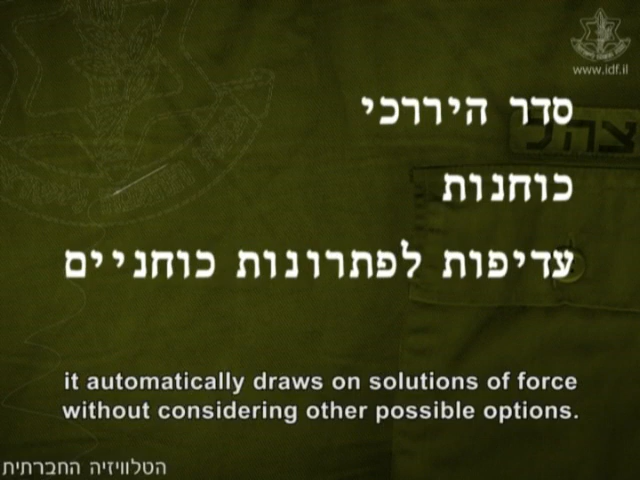 www.idf.il
סדר היררכי
צהל
כוחנות
עדיפות לפתרונות כוחניים
it automatically draws on solutions of force
without considering other possible options.
הטלוויזיה החברתית